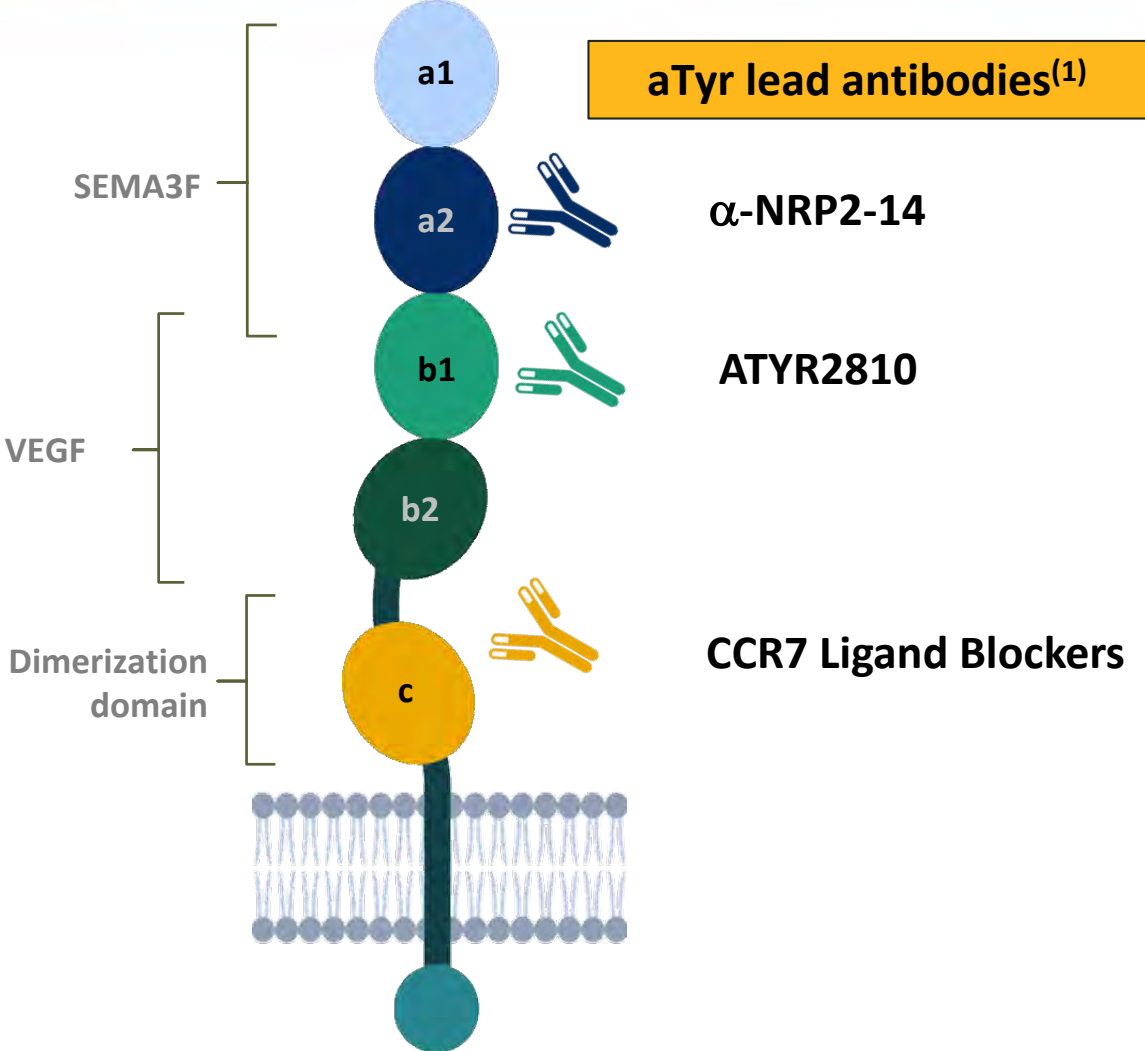 a1
aTyr lead antibodies(1)
SEMA3F
a2
α-NRP2-14
b1
ATYR2810
VEGF
b2
Dimerization
domain
c
CCR7 Ligand Blockers